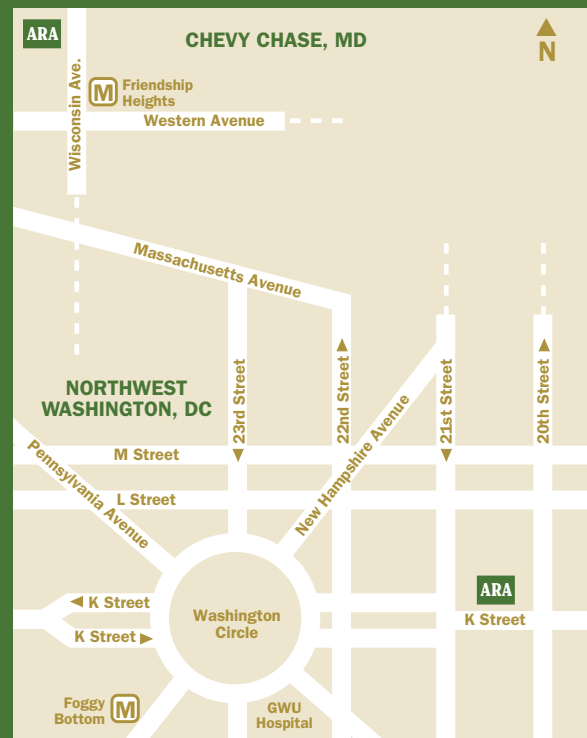 ARA
CHEVY CHASE, MD
N
Wisconsin Ave.
M
Friendship
Heights
Western Avenue
Massachusetts Avenue
NORTHWEST
WASHINGTON, DC
23rd Street
22nd Street
21st Street
20th Street
New Hampshire Avenue
M Street
Pennsylvania Avenue
L Street
ARA
K Street
K Street
K Street
Washington
Circle
Foggy
Bottom
M
GWU
Hospital